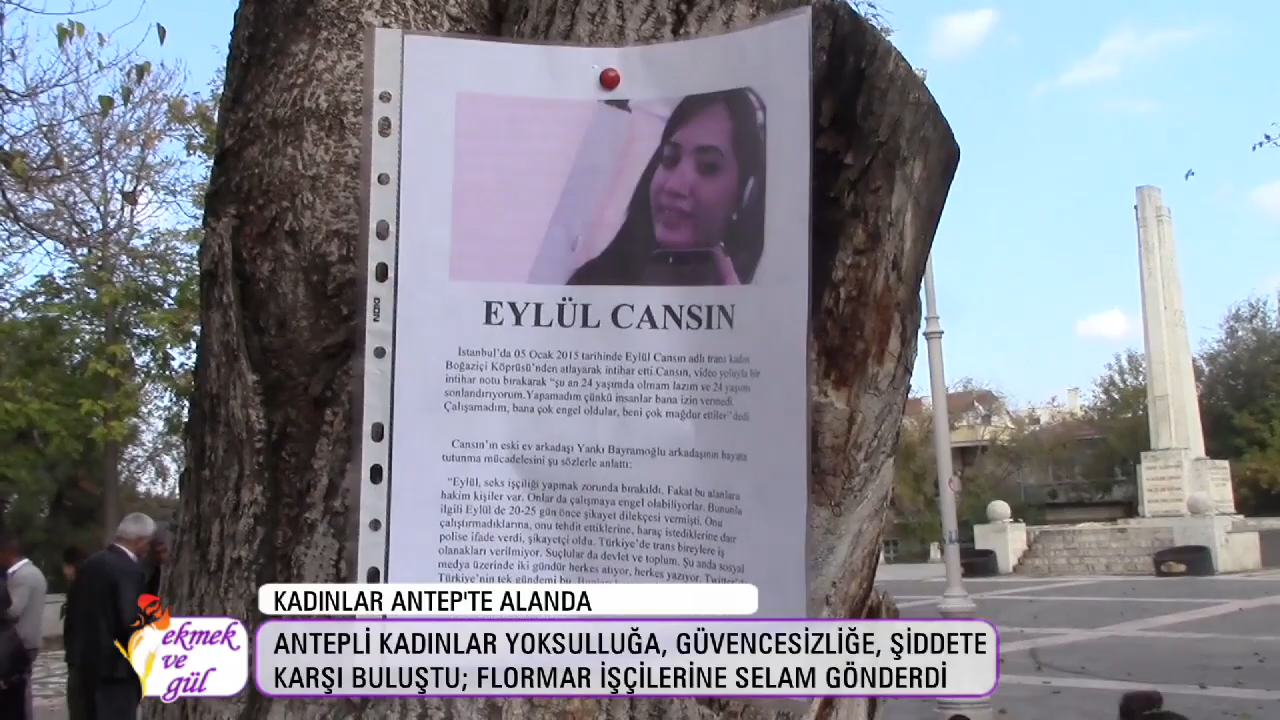 EYLÜL CANSIN
İstanbul'da 05 Ocak 2015 tarihinde Eylül Cansın adlı trans kadın
Boğaziçi Köprüsü'nden atlayarak intihar etti.Cansın, video yoluyla bir
intihar notu bırakarak "şu an 24 yaşımda olmam lazım ve 24 yaşımı
sonlandırıyorum.Yapamadım çünkü insanlar bana izin vermedi.
Çalışamadım, bana çok engel oldular, beni çok mağdur ettiler" dedi.
Cansın'ın eski ev arkadaşı Yankı Bayramoğlu arkadaşının hayata
tutunma mücadelesini şu sözlerle anlattı:
"Eylül, seks işçiliği yapmak zorunda bırakıldı. Fakat bu alanlara
hakim kişiler var. Onlar da çalışmaya engel olabiliyorlar. Bununla
ilgili Eylül de 20-25 gün önce şikayet dilekçesi vermişti. Onu
çalıştırmadıklarına, onu tehdit ettiklerine, haraç istediklerine dair
polise ifade verdi, şikayetçi oldu. Türkiye'de trans bireylere iş
olanakları verilmiyor. Suçlular da devlet ve toplum. Şu anda sosyal
medya üzerinde iki gündür herkes atıyor, herkes yazıyor. Twitter'a
Türkiye'nin tek gündemi bu.
KADINLAR ANTEP'TE ALANDA
ekmek
ve
gül
ANTEPLİ KADINLAR YOKSULLUĞA, GÜVENCESİZLİĞE, ŞİDDETE
KARŞI BULUŞTU; FLORMAR İŞÇİLERİNE SELAM GÖNDERDİ